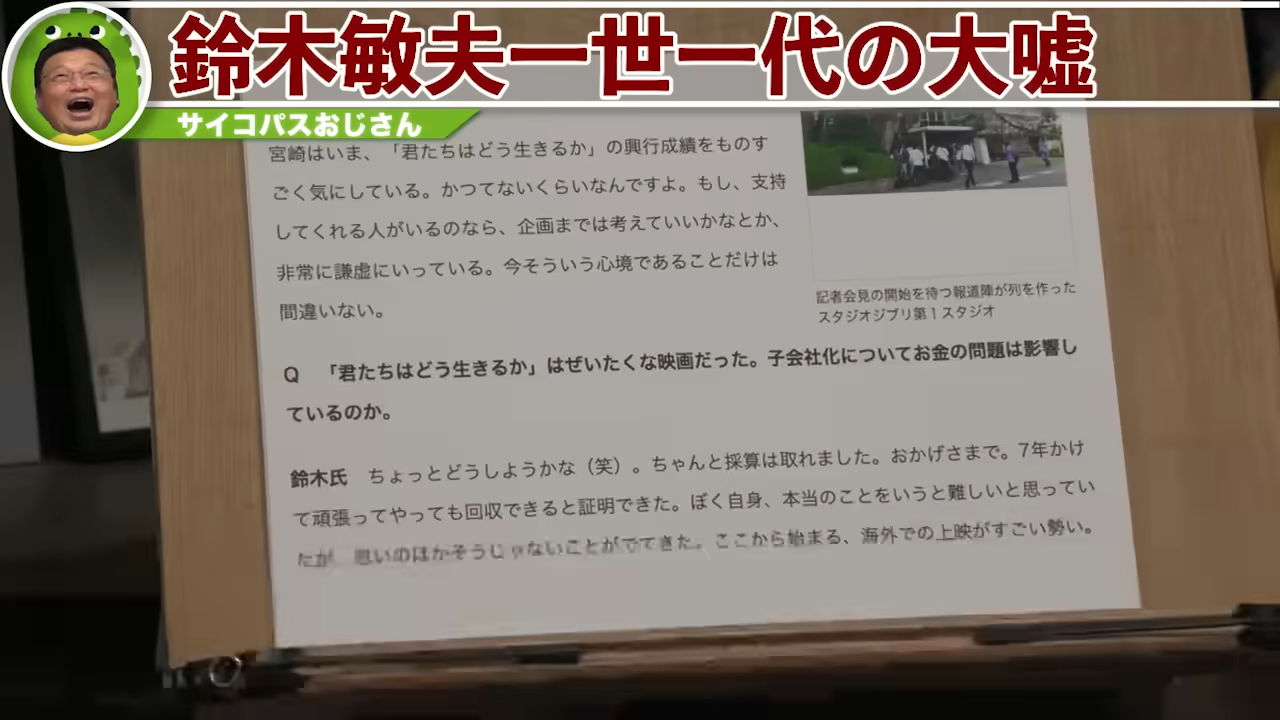 鈴木敏夫一世一代の大嘘
サイコパスおじさん
宮崎はいま、「君たちはどう生きるか」の興行成績をものす
ごく気にしている。かつてないくらいなんですよ。もし、支持
してくれる人がいるのなら、企画までは考えていいかなとか、
非常に謙虚にいっている。今そういう心境であることだけは
間違いない。
記者会見の開始を待つ報道陣が列を作った
スタジオジブリ第1スタジオ
Q 「君たちはどう生きるか」はぜいたくな映画だった。子会社化についてお金の問題は影響し
ているのか。
鈴木氏 ちょっとどうしようかな（笑）。ちゃんと採算は取れました。おかげさまで。7年かけ
て頑張ってやっても回収できると証明できた。ぼく自身、本当のことをいうと難しいと思ってい
たが、思いのほかそうじゃないことがでてきた。ここから始まる、海外での上映がすごい勢い。